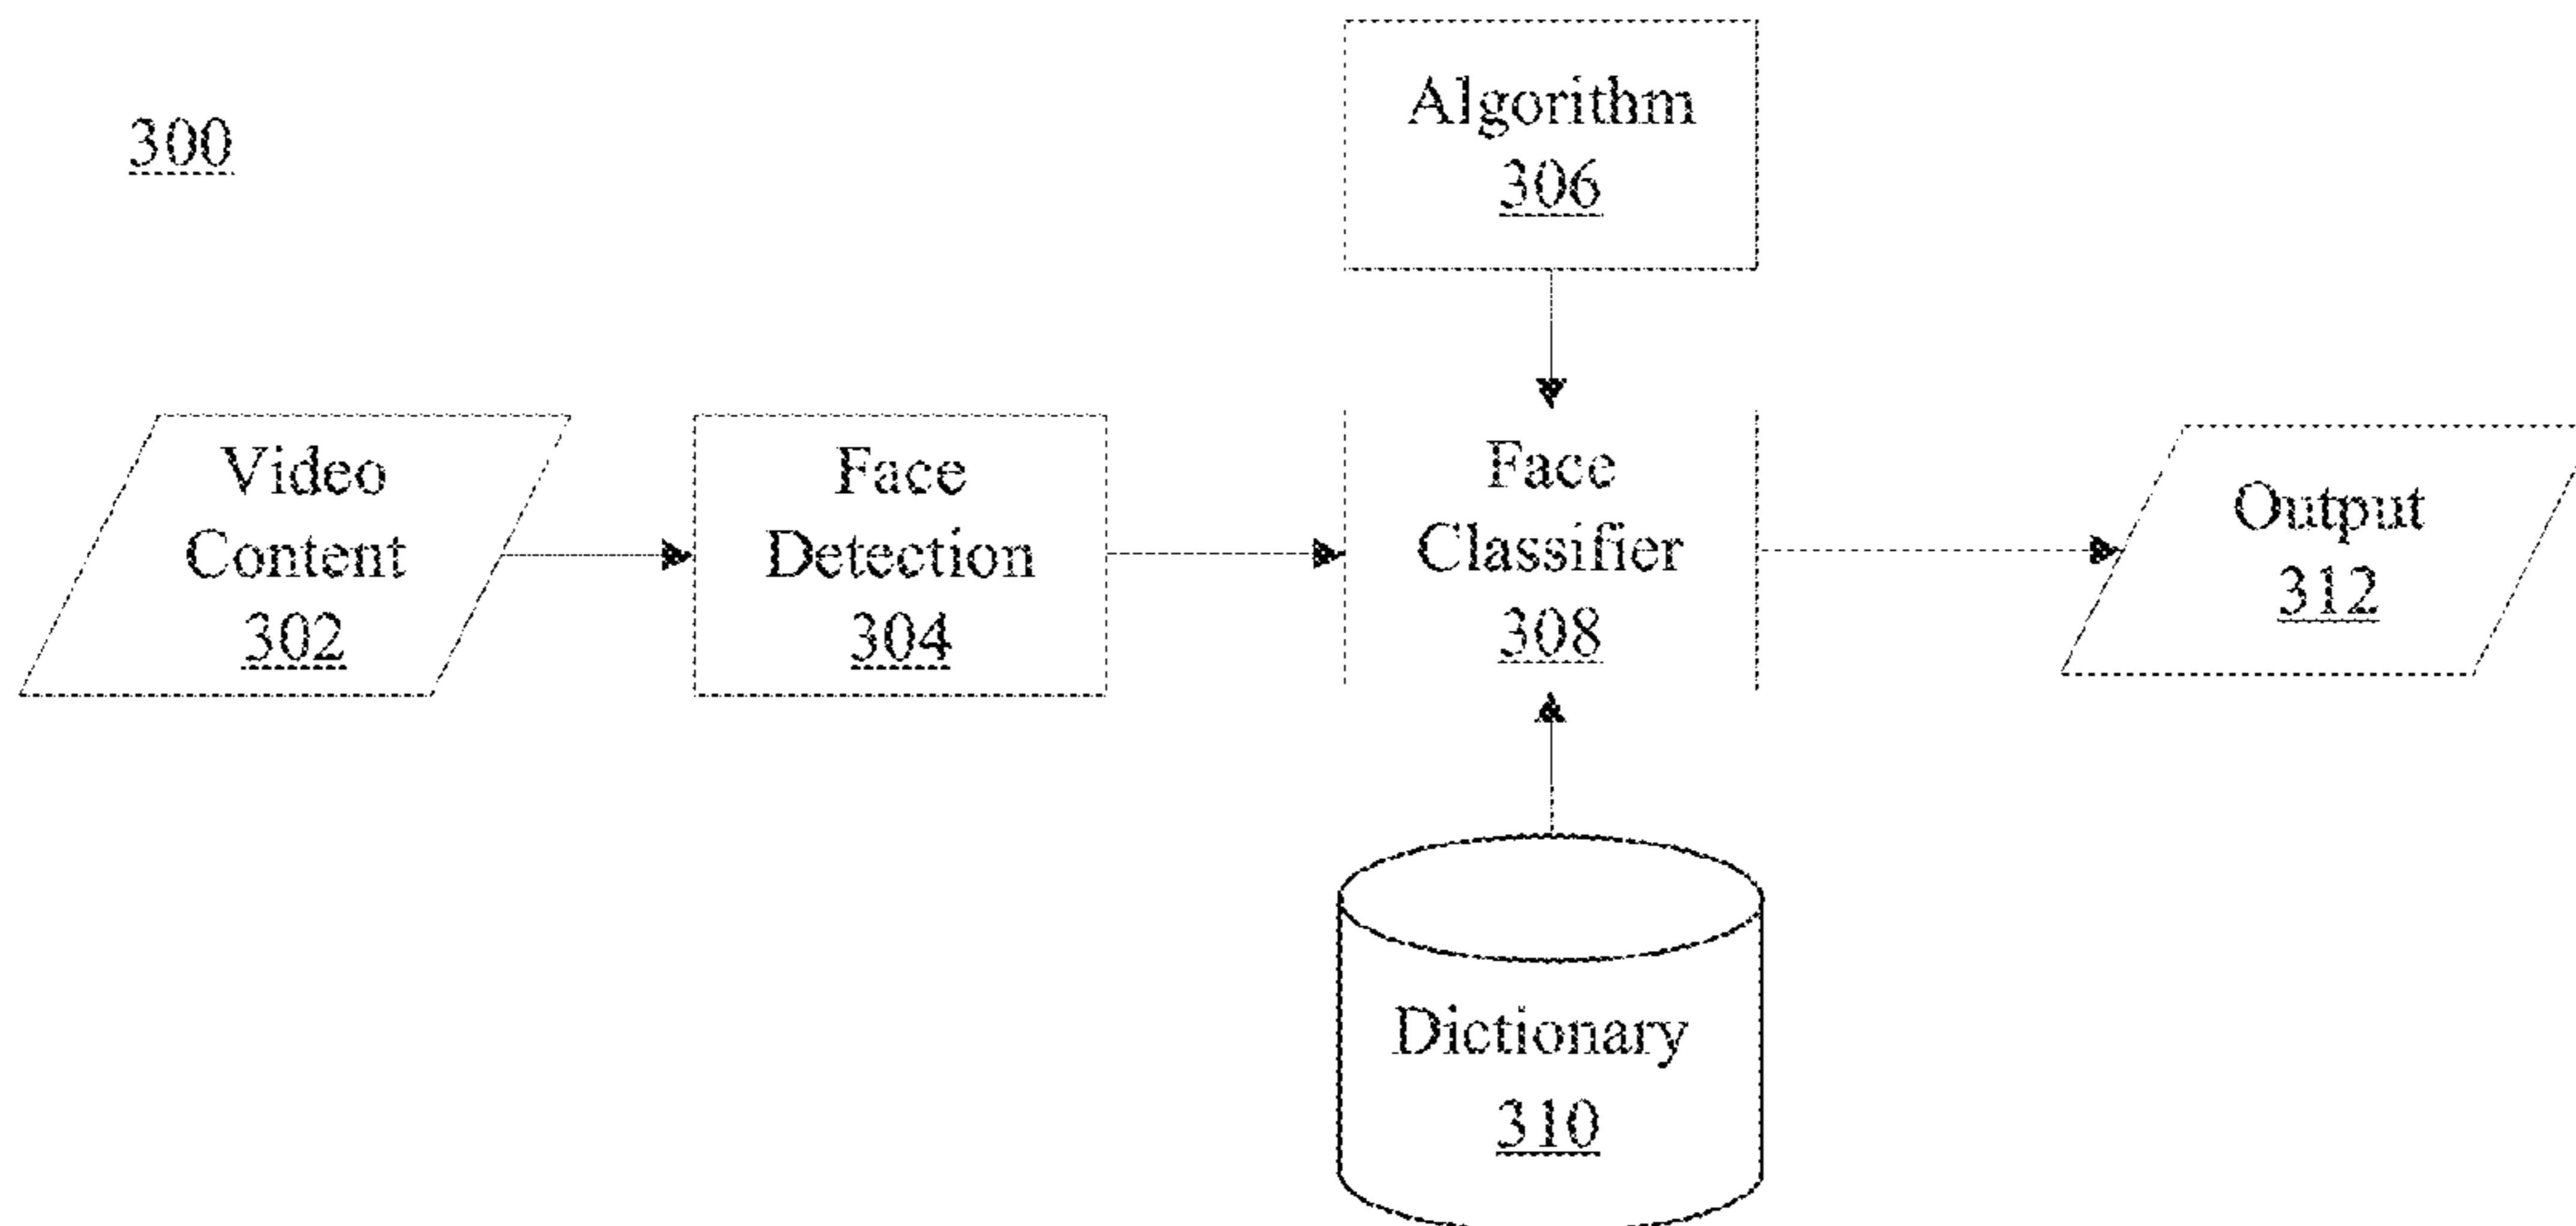 300
Algorithm
306
Video
Content
302
Face
Detection
304
Face
Classifier
308
Output
312
Dictionary
310